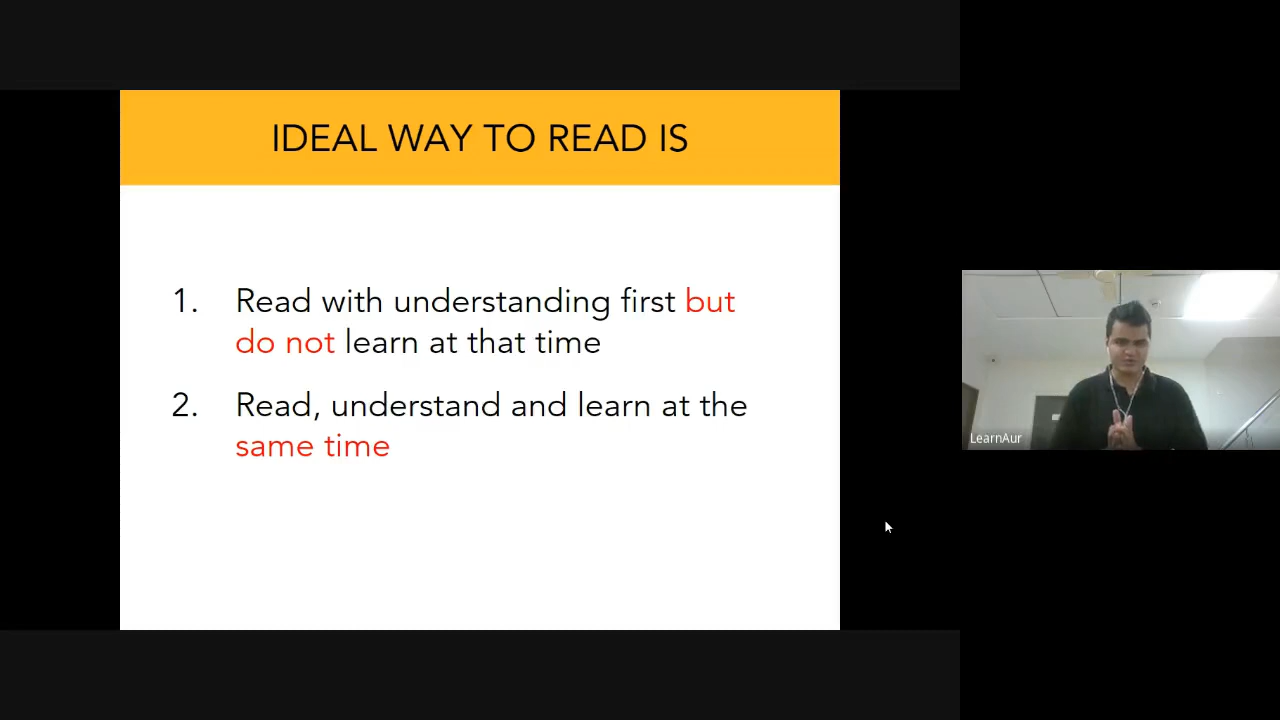 IDEAL WAY TO READ IS
1. Read with understanding first but
do not learn at that time
2. Read, understand and learn at the
same time
LearnAur